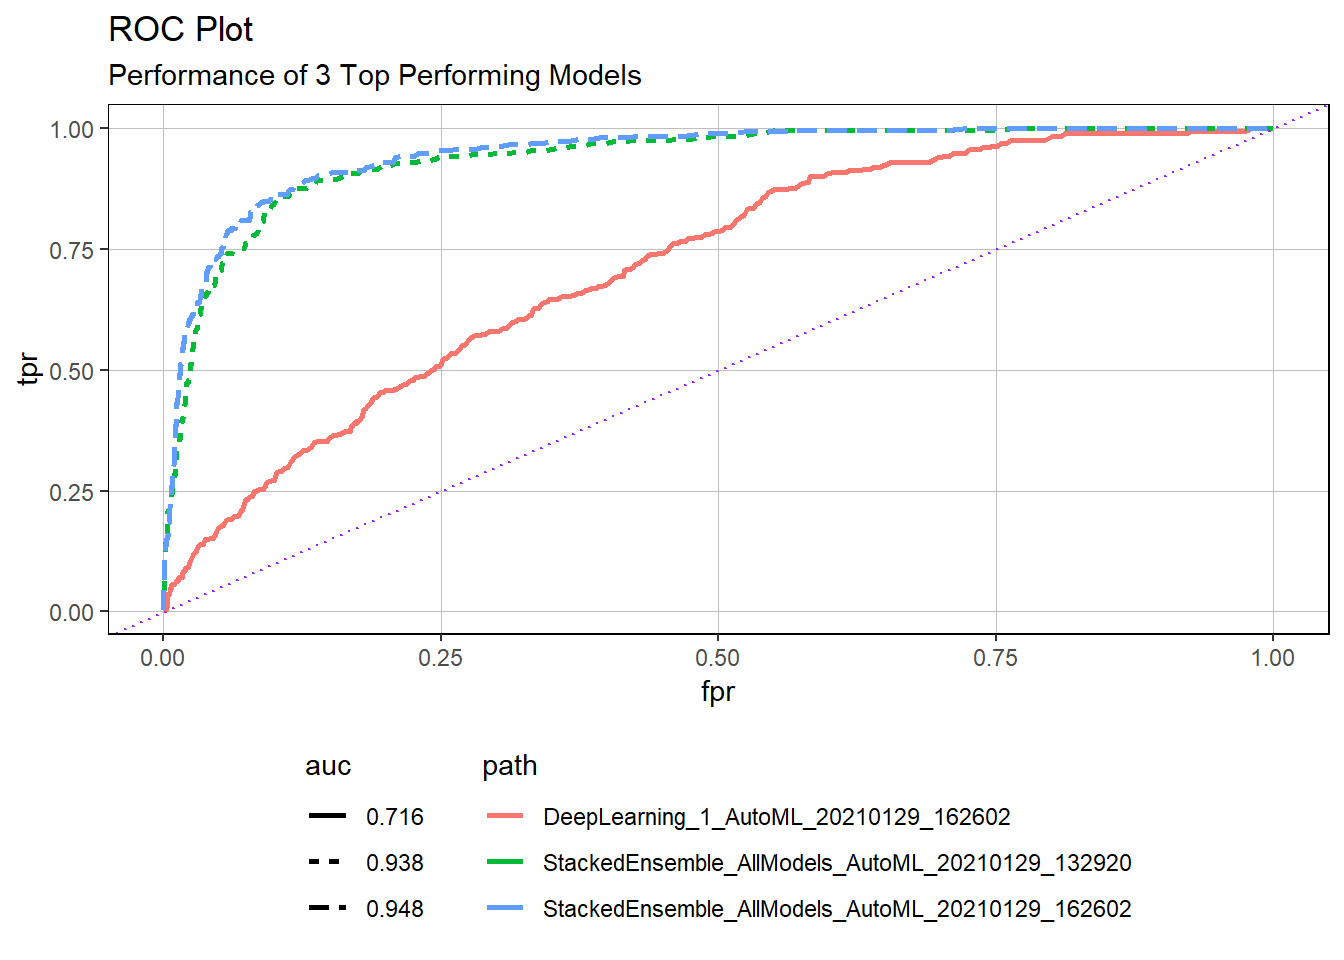 ROC Plot
Performance of 3 Top Performing Models
1.00
0.75
0.50
0.25
0.00
tpr
0.00 0.25 0.50 0.75 1.00
fpr
auc path
0.716 DeepLearning_1_AutoML_20210129_162602
0.938 StackedEnsemble_AllModels_AutoML_20210129_132920
0.948 StackedEnsemble_AllModels_AutoML_20210129_162602